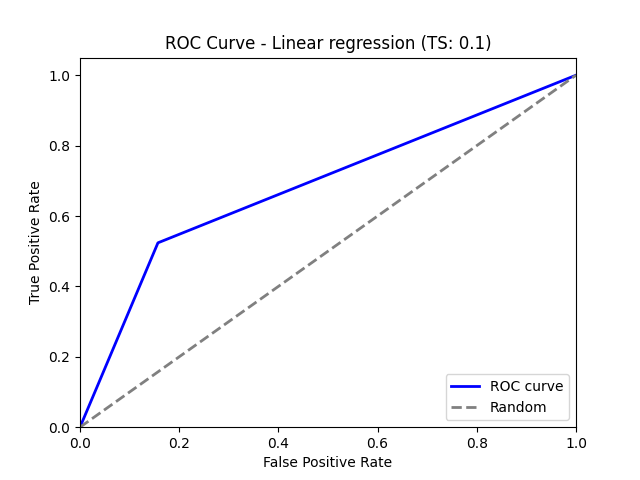 ROC Curve - Linear regression (TS: 0.1)
True Positive Rate
1.0
0.8
0.6
0.4
0.2
0.0
0.0 0.2 0.4 0.6 0.8 1.0
False Positive Rate
ROC curve
Random